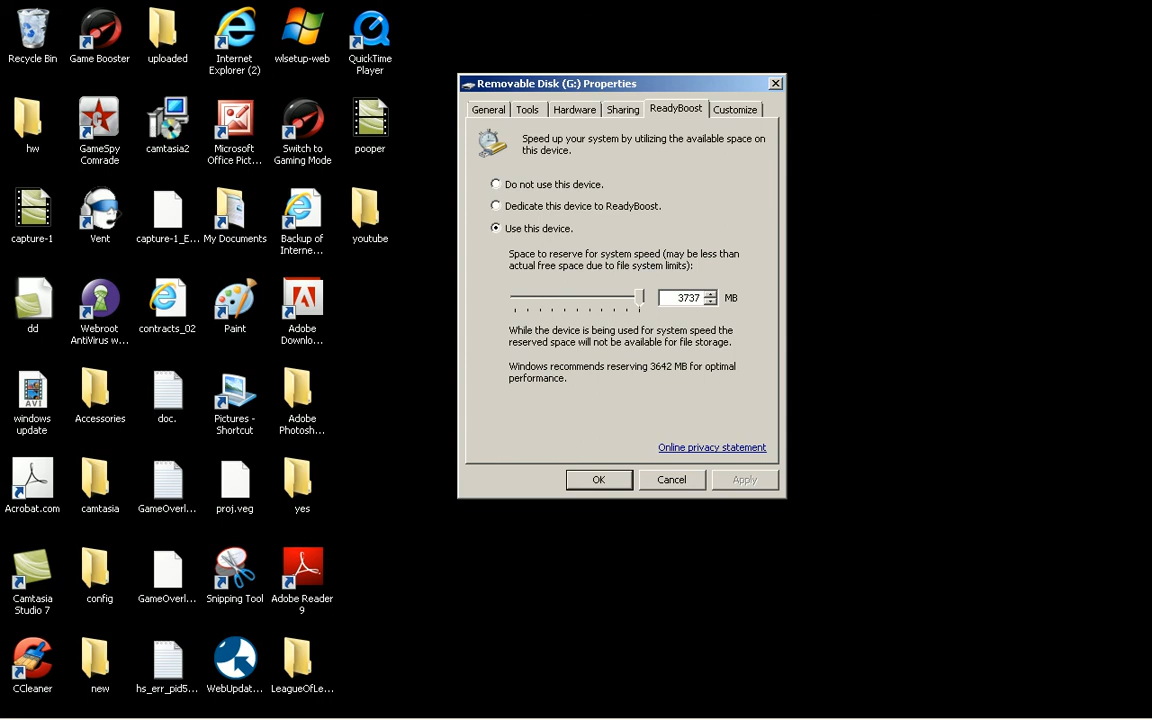 Recycle Bin
Game Booster
uploaded
Internet
Explorer (2)
wlsetup-web
QuickTime
Player
hw
GameSpy
Comrade
camtasia2
Microsoft
Office Pict...
Switch to
Gaming Mode
pooper
capture-1
Vent
capture-1_E...
My Documents
Backup of
Interne...
youtube
dd
Webroot
AntiVirus w...
contracts_02
Paint
Adobe
Downlo...
AVI
windows
update
Accessories
doc.
Pictures -
Shortcut
Adobe
Photosh...
Acrobat.com
camtasia
GameOverl...
proj.veg
yes
Camtasia
Studio 7
config
GameOverl...
Snipping Tool
Adobe Reader
9
CCleaner
new
hs_err_pid5...
WebUpdat...
LeagueOfLe...
Removable Disk (G:) Properties
General
Tools
Hardware
Sharing
ReadyBoost
Customize
Speed up your system by utilizing the available space on
this device.
Do not use this device.
Dedicate this device to ReadyBoost.
Use this device.
Space to reserve for system speed (may be less than
actual free space due to file system limits):
3737 MB
While the device is being used for system speed the
reserved space will not be available for file storage.
Windows recommends reserving 3642 MB for optimal
performance.
Online privacy statement
OK
Cancel
Apply